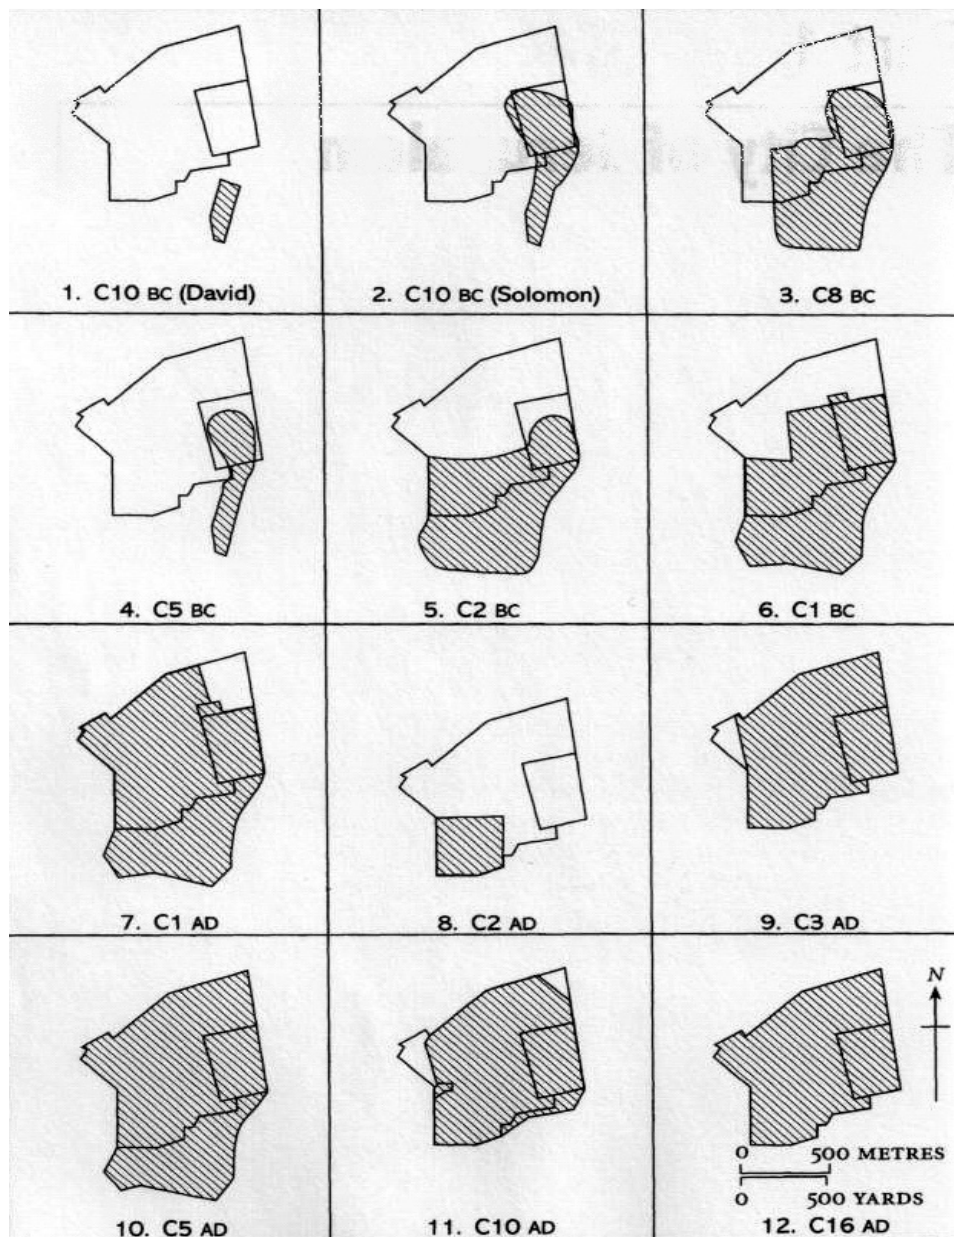 1. C10 BC (David)
2. C10 BC (Solomon)
3. C8 BC
4. C5 BC
5. C2 BC
6. C1 BC
7. C1 AD
8. C2 AD
9. C3 AD
N
0 500 METRES
0 500 YARDS
10. C5 AD
11. C10 AD
12. C16 AD